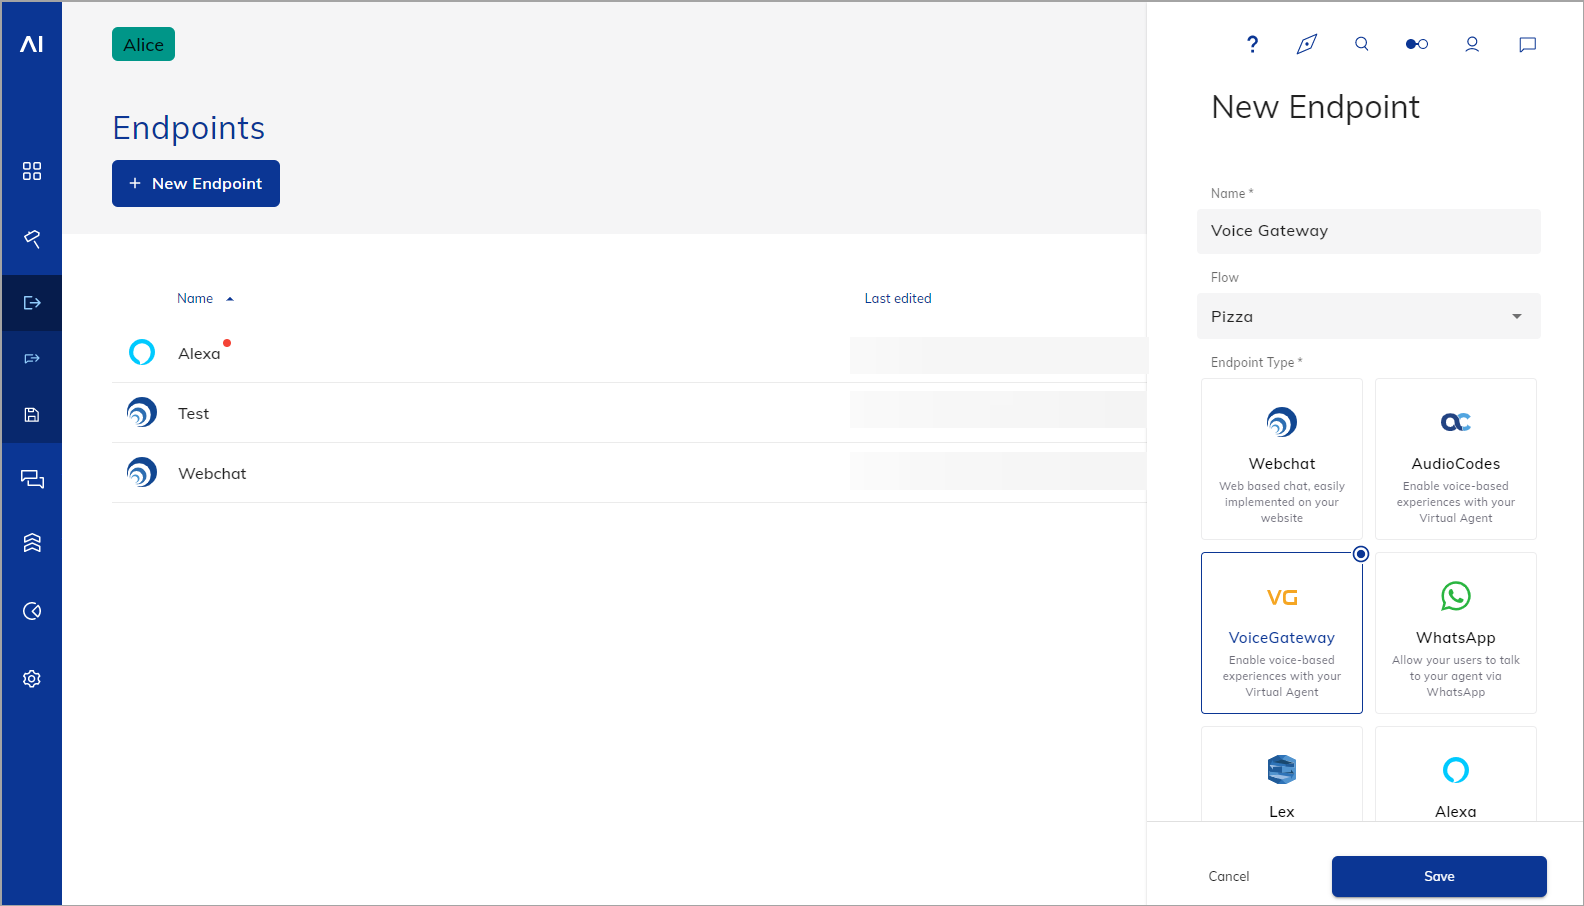 AI
Alice
Endpoints
+ New Endpoint
Name
Last edited
Alexa
Test
Webchat
?
New Endpoint
Name *
Voice Gateway
Flow
Pizza
Endpoint Type *
Webchat
Web based chat, easily
implemented on your
website
AudioCodes
Enable voice-based
experiences with your
Virtual Agent
VG
VoiceGateway
Enable voice-based
experiences with your
Virtual Agent
WhatsApp
Allow your users to talk
to your agent via
WhatsApp
Lex
Alexa
Cancel
Save